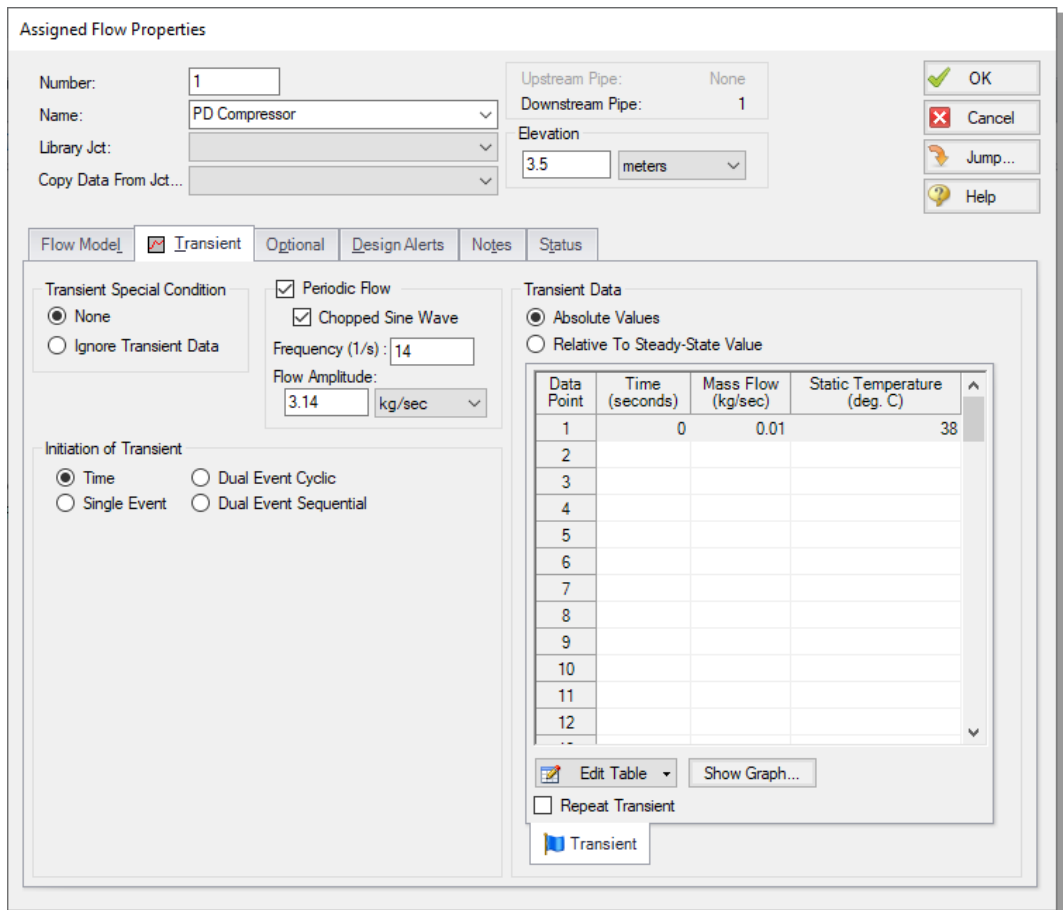 Assigned Flow Properties
Number: 1
Name: PD Compressor
Library Jct:
Copy Data From Jct...
Upstream Pipe: None
Downstream Pipe: 1
Elevation
3.5 meters
OK
Cancel
Jump...
Help
Flow Model Transient Optional Design Alerts Notes Status
Transient Special Condition
None
Ignore Transient Data
Periodic Flow
Chopped Sine Wave
Frequency (1/s) : 14
Flow Amplitude:
3.14 kg/sec
Initiation of Transient
Time Dual Event Cyclic
Single Event Dual Event Sequential
Transient Data
Absolute Values
Relative To Steady-State Value
Data Time Mass Flow Static Temperature
Point (seconds) (kg/sec) (deg. C)
1 0 0.01 38
2
3
4
5
6
7
8
9
10
11
12
Edit Table Show Graph...
Repeat Transient
Transient